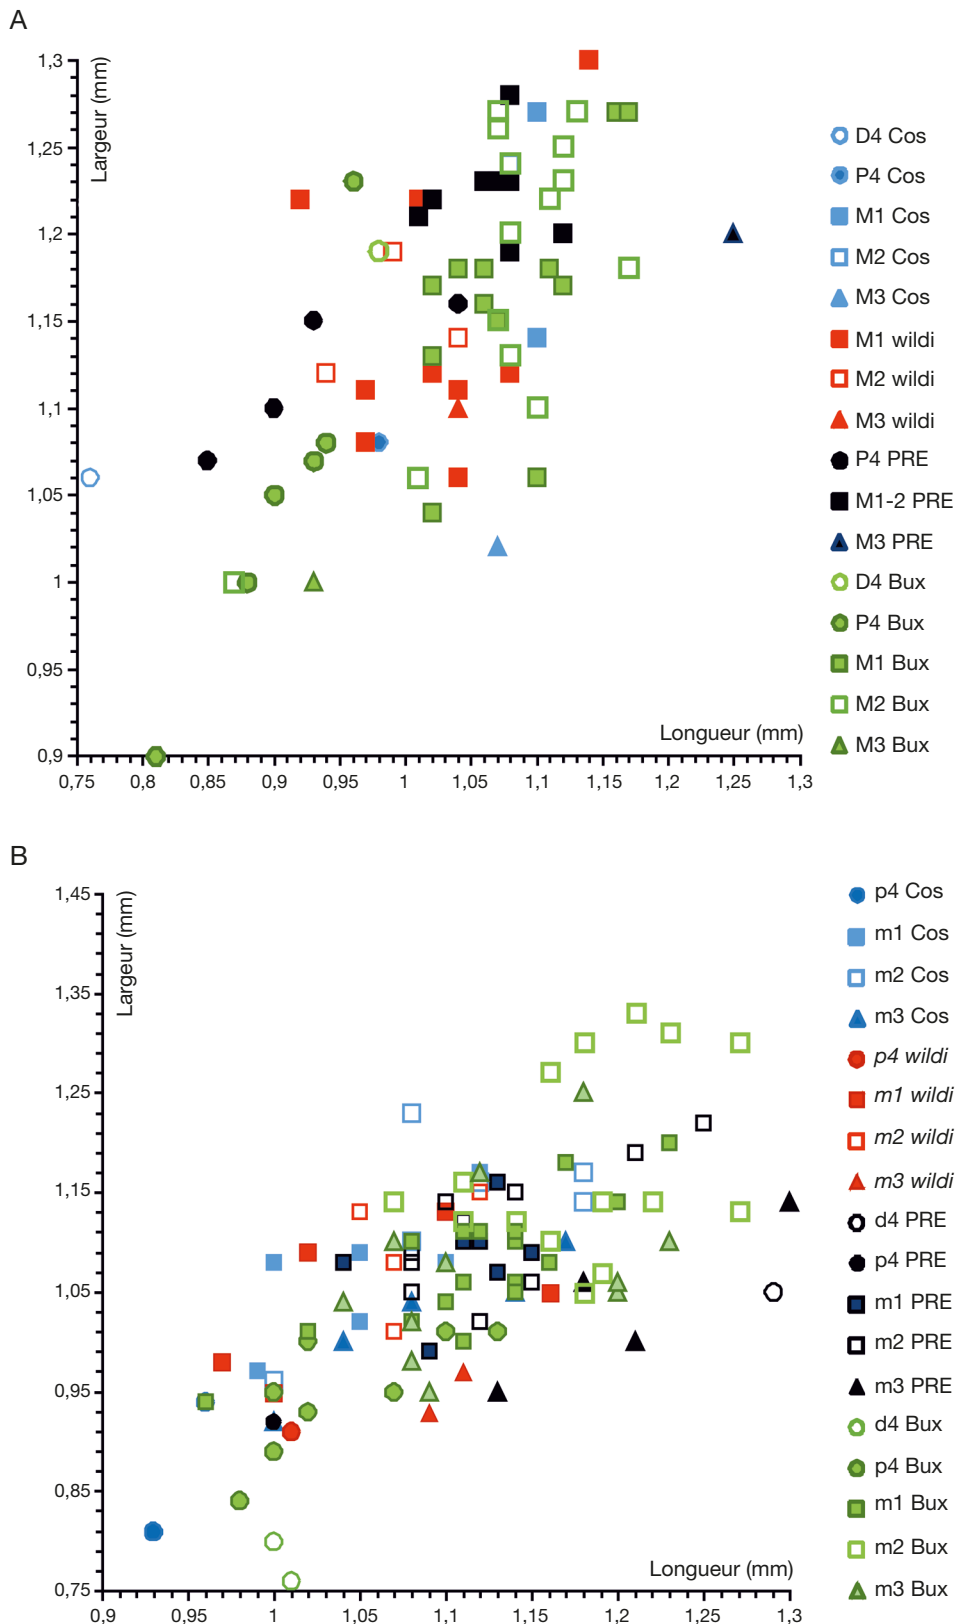 A
Largeur (mm)
1,3
1,25
1,2
1,15
1,1
1,05
1
0,95
0,9
0,75
0,8
0,85
0,9
0,95
1
1,05
1,1
1,15
1,2
1,25
1,3
Longueur (mm)
D4 Cos
P4 Cos
M1 Cos
M2 Cos
M3 Cos
M1 wildi
M2 wildi
M3 wildi
P4 PRE
M1-2 PRE
M3 PRE
D4 Bux
P4 Bux
M1 Bux
M2 Bux
M3 Bux
B
Largeur (mm)
1,45
1,35
1,25
1,15
1,05
0,95
0,85
0,75
0,9
0,95
1
1,05
1,1
1,15
1,2
1,25
1,3
Longueur (mm)
p4 Cos
m1 Cos
m2 Cos
m3 Cos
p4 wildi
m1 wildi
m2 wildi
m3 wildi
d4 PRE
p4 PRE
m1 PRE
m2 PRE
m3 PRE
d4 Bux
p4 Bux
m1 Bux
m2 Bux
m3 Bux